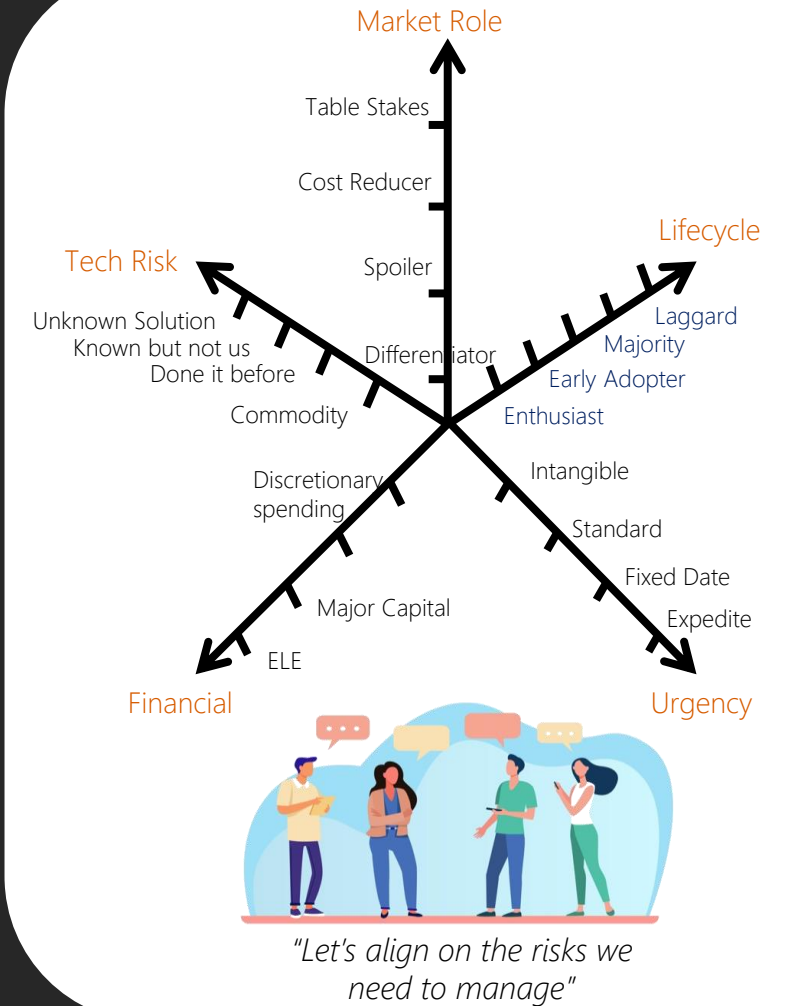 Market Role
Table Stakes
Cost Reducer
Spoiler
Differentiator
Lifecycle
Laggard
Majority
Early Adopter
Enthusiast
Tech Risk
Unknown Solution
Known but not us
Done it before
Commodity
Discretionary
spending
Major Capital
ELE
Financial
Intangible
Standard
Fixed Date
Expedite
Urgency
"Let's align on the risks we
need to manage"